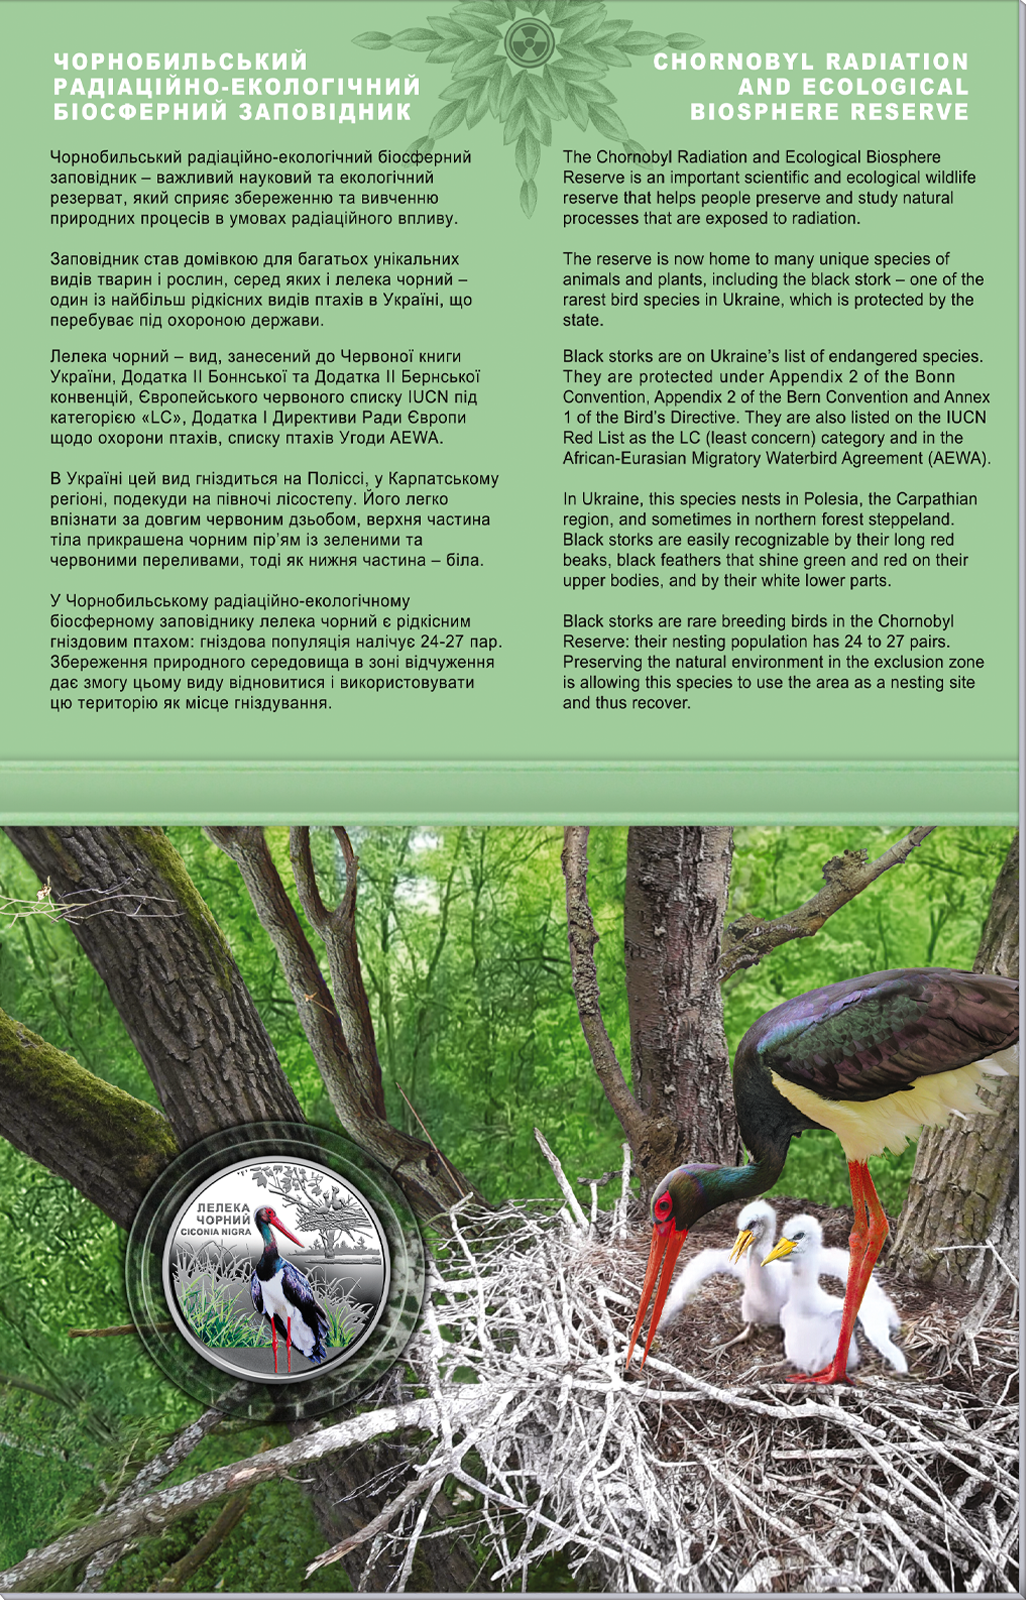 ЧОРНОБИЛЬСЬКИЙ
РАДІАЦІЙНО-ЕКОЛОГІЧНИЙ
БІОСФЕРНИЙ ЗАПОВІДНИК
Чорнобильський радіаційно-екологічний біосферний
заповідник – важливий науковий та екологічний
резерват, який сприяє збереженню та вивченню
природних процесів в умовах радіаційного впливу.
Заповідник став домівкою для багатьох унікальних
видів тварин і рослин, серед яких і лелека чорний –
один із найбільш рідкісних видів птахів в Україні, що
перебуває під охороною держави.
Лелека чорний – вид, занесений до Червоної книги
України, Додатка II Боннської та Додатка II Бернської
конвенцій, Європейського червоного списку IUCN під
категорією «LC», Додатка I Директиви Ради Європи
щодо охорони птахів, списку птахів Угоди AEWA.
В Україні цей вид гніздиться на Поліссі, у Карпатському
регіоні, подекуди на півночі лісостепу. Його легко
впізнати за довгим червоним дзьобом, верхня частина
тіла прикрашена чорним пір’ям із зеленими та
червоними переливами, тоді як нижня частина – біла.
У Чорнобильському радіаційно-екологічному
біосферному заповіднику лелека чорний є рідкісним
гніздовим птахом: гніздова популяція налічує 24-27 пар.
Збереження природного середовища в зоні відчуження
дає змогу цьому виду відновитися і використовувати
цю територію як місце гніздування.
CHORNOBYL RADIATION
AND ECOLOGICAL
BIOSPHERE RESERVE
The Chornobyl Radiation and Ecological Biosphere
Reserve is an important scientific and ecological wildlife
reserve that helps people preserve and study natural
processes that are exposed to radiation.
The reserve is now home to many unique species of
animals and plants, including the black stork – one of the
rarest bird species in Ukraine, which is protected by the
state.
Black storks are on Ukraine’s list of endangered species.
They are protected under Appendix 2 of the Bonn
Convention, Appendix 2 of the Bern Convention and Annex
1 of the Bird’s Directive. They are also listed on the IUCN
Red List as the LC (least concern) category and in the
African-Eurasian Migratory Waterbird Agreement (AEWA).
In Ukraine, this species nests in Polesia, the Carpathian
region, and sometimes in northern forest steppeland.
Black storks are easily recognizable by their long red
beaks, black feathers that shine green and red on their
upper bodies, and by their white lower parts.
Black storks are rare breeding birds in the Chornobyl
Reserve: their nesting population has 24 to 27 pairs.
Preserving the natural environment in the exclusion zone
is allowing this species to use the area as a nesting site
and thus recover.
ЛЕЛЕКА
ЧОРНИЙ
CICONIA NIGRA